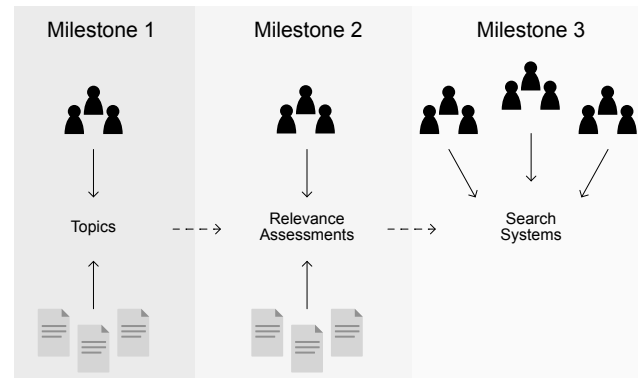 Milestone 1
Milestone 2
Milestone 3
Topics
Relevance
Assessments
Search
Systems